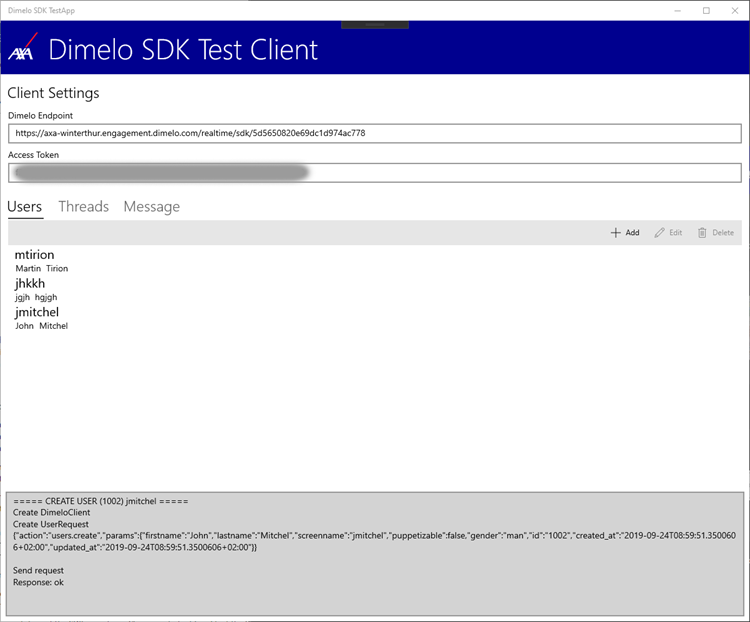 Dimelo SDK TestApp
AXA Dimelo SDK Test Client
Client Settings
Dimelo Endpoint
https://axa-winterthur.engagement.dimelo.com/realtime/sdk/5d5650820e69dc1d974ac778
Access Token
Users Threads Message
Add Edit Delete
mtirion
Martin Tirion
jhkkh
jgjh hgjgh
jmitchel
John Mitchel
===== CREATE USER (1002) jmitchel =====
Create DimeloClient
Create UserRequest
{"action":"users.create","params":{"firstname":"John","lastname":"Mitchel","screenname":"jmitchel","puppetizable":false,"gender":"man","id":"1002","created_at":"2019-09-24T08:59:51.350060
6+02:00","updated_at":"2019-09-24T08:59:51.3500606+02:00"}}
Send request
Response: ok